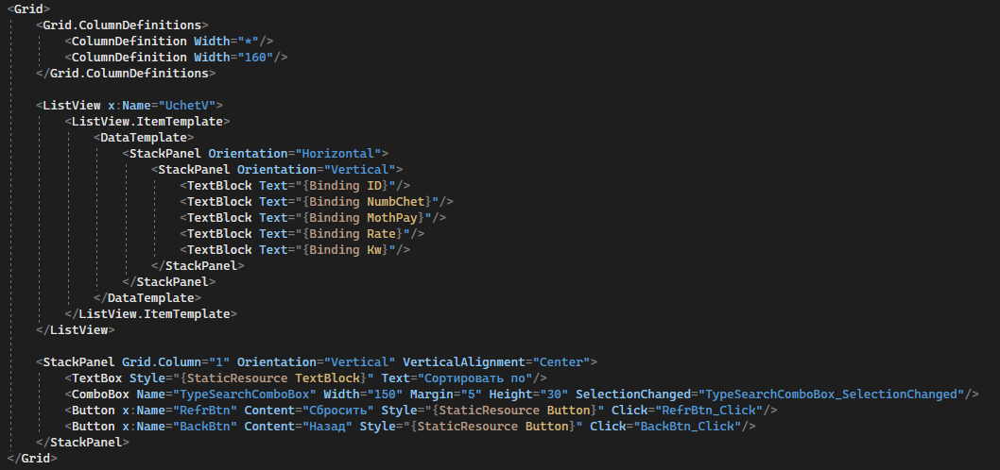 <Grid>
    <Grid.ColumnDefinitions>
        <ColumnDefinition Width="*"/>
        <ColumnDefinition Width="160"/>
    </Grid.ColumnDefinitions>

    <ListView x:Name="UchetV">
        <ListView.ItemTemplate>
            <DataTemplate>
                <StackPanel Orientation="Horizontal">
                    <StackPanel Orientation="Vertical">
                        <TextBlock Text="{Binding ID}"/>
                        <TextBlock Text="{Binding NumbChet}"/>
                        <TextBlock Text="{Binding MothPay}"/>
                        <TextBlock Text="{Binding Rate}"/>
                        <TextBlock Text="{Binding Kw}"/>
                    </StackPanel>
                </StackPanel>
            </DataTemplate>
        </ListView.ItemTemplate>
    </ListView>

    <StackPanel Grid.Column="1" Orientation="Vertical" VerticalAlignment="Center">
        <TextBox Style="{StaticResource TextBlock}" Text="Сортировать по"/>
        <ComboBox Name="TypeSearchComboBox" Width="150" Margin="5" Height="30" SelectionChanged="TypeSearchComboBox_SelectionChanged"/>
        <Button x:Name="RefrBtn" Content="Сбросить" Style="{StaticResource Button}" Click="RefrBtn_Click"/>
        <Button x:Name="BackBtn" Content="Назад" Style="{StaticResource Button}" Click="BackBtn_Click"/>
    </StackPanel>
</Grid>